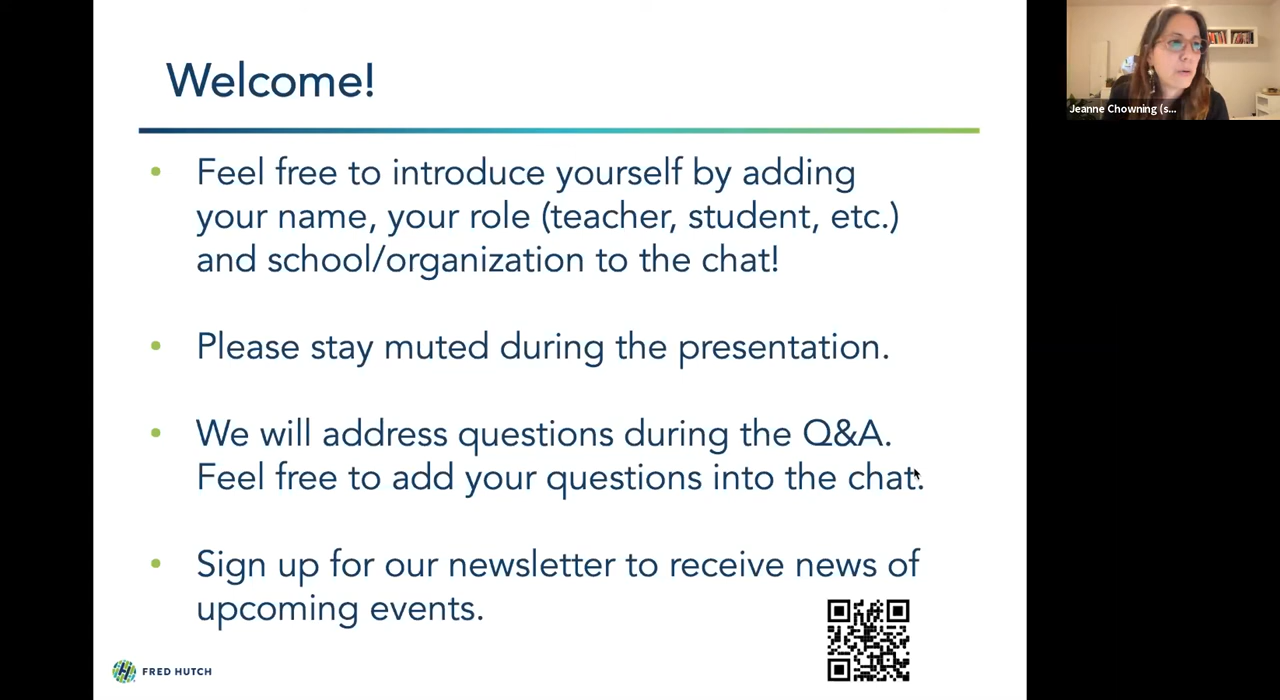 Welcome!
Feel free to introduce yourself by adding
your name, your role (teacher, student, etc.)
and school/organization to the chat!
Please stay muted during the presentation.
We will address questions during the Q&A.
Feel free to add your questions into the chat.
Sign up for our newsletter to receive news of
upcoming events.
FRED HUTCH
Jeanne Chowning (s...